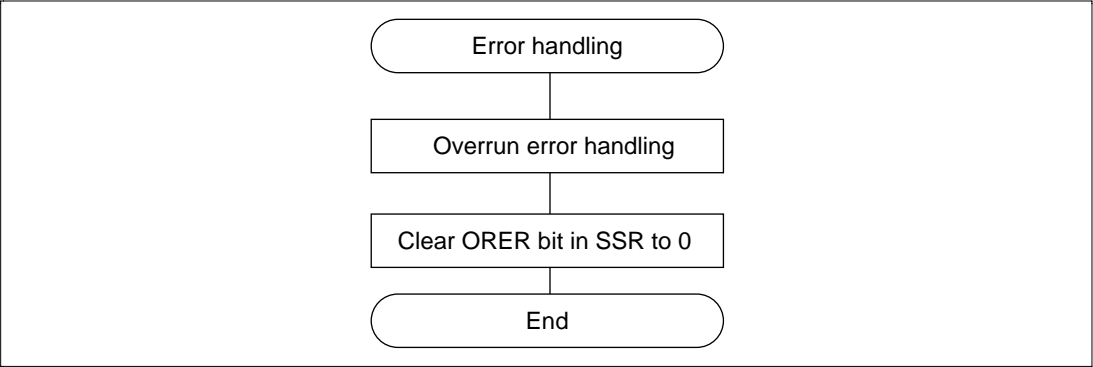 Error handling
Overrun error handling
Clear ORER bit in SSR to 0
End